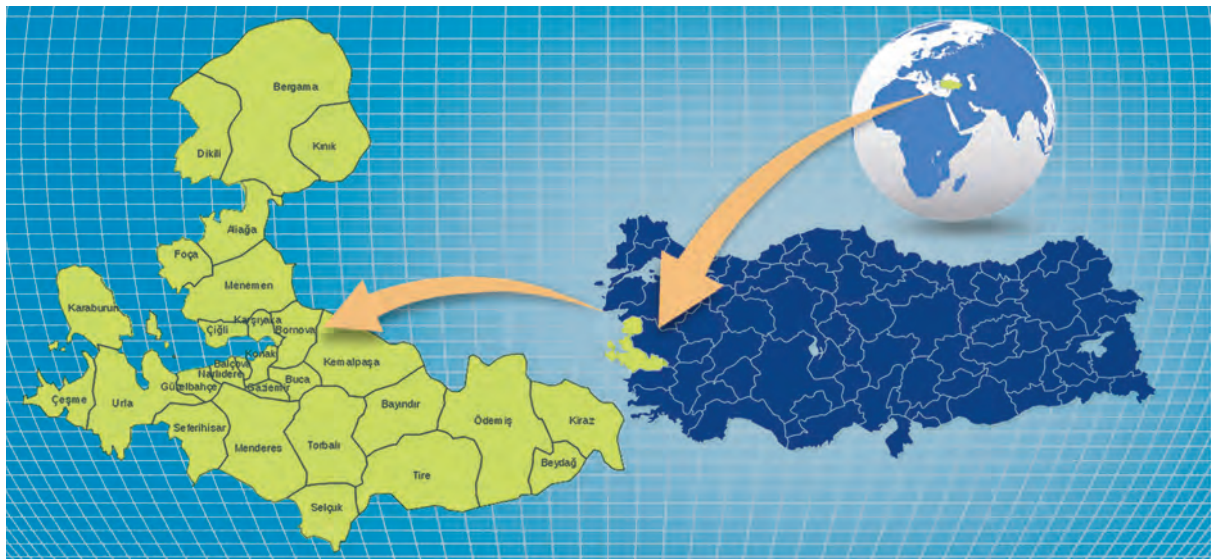 Bergama
Kınık
Dikili
Aliağa
Foça
Menemen
Karaburun
Karşıyaka
Çiğli
Bornova
Konak
Balçova
Narlıdere
Kemalpaşa
Güzelbahçe
Gaziemir
Buca
Çeşme
Urla
Bayındır
Ödemiş
Kiraz
Seferihisar
Menderes
Torbalı
Beydağ
Tire
Selçuk